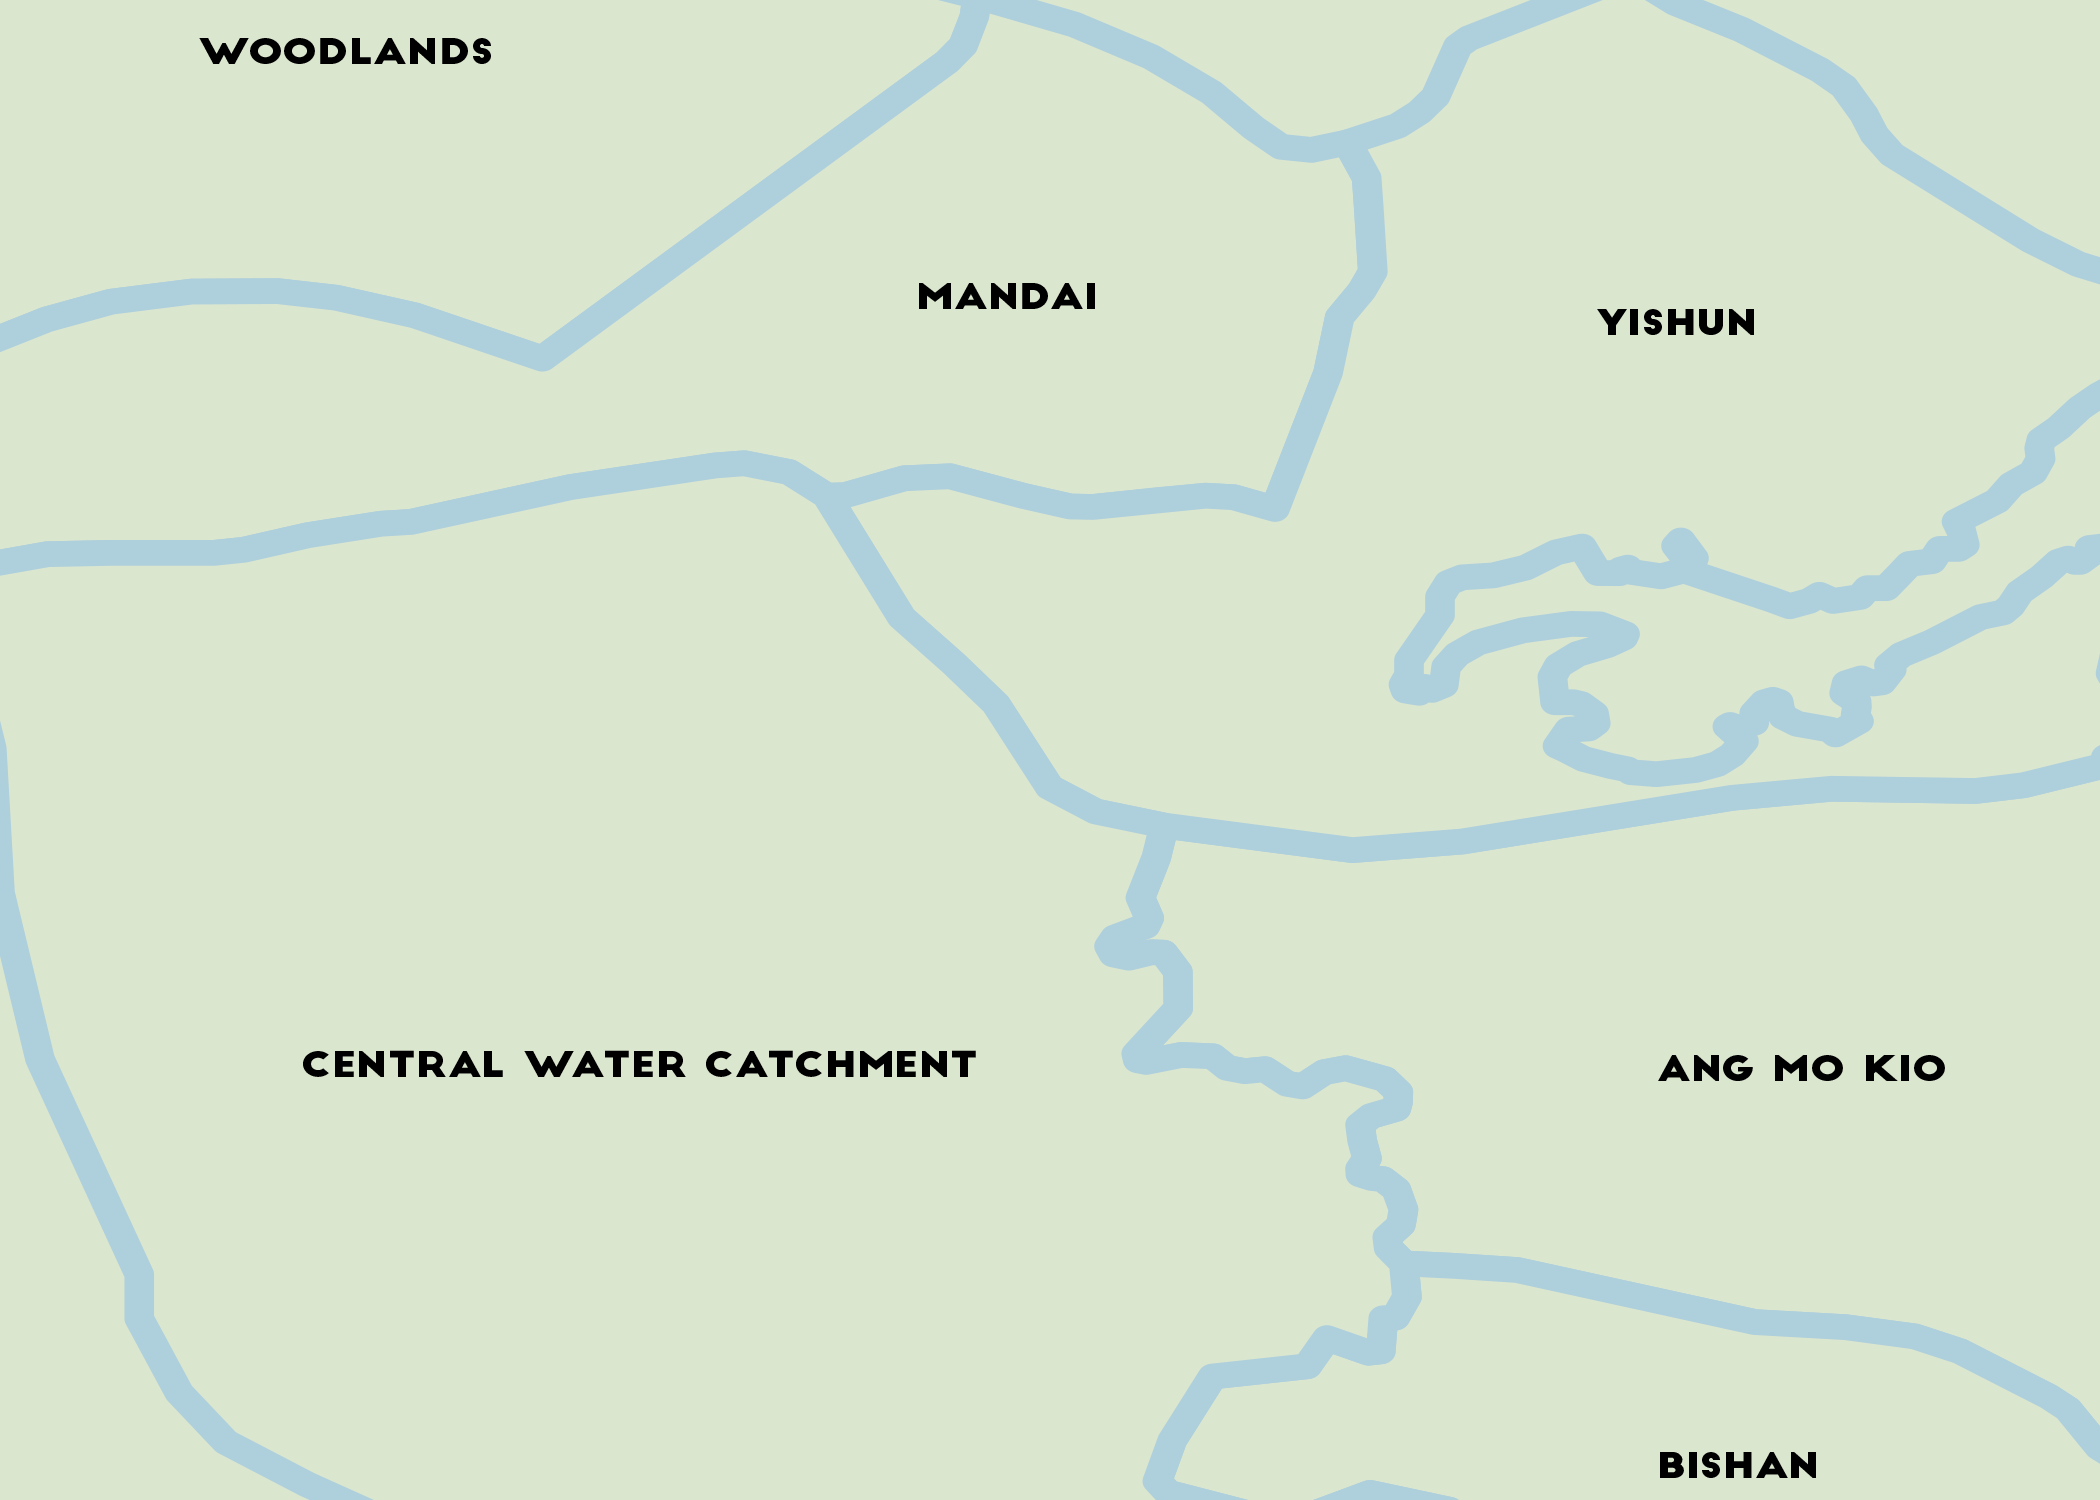 WOODLANDS
MANDAI
YISHUN
CENTRAL WATER CATCHMENT
ANG MO KIO
BISHAN